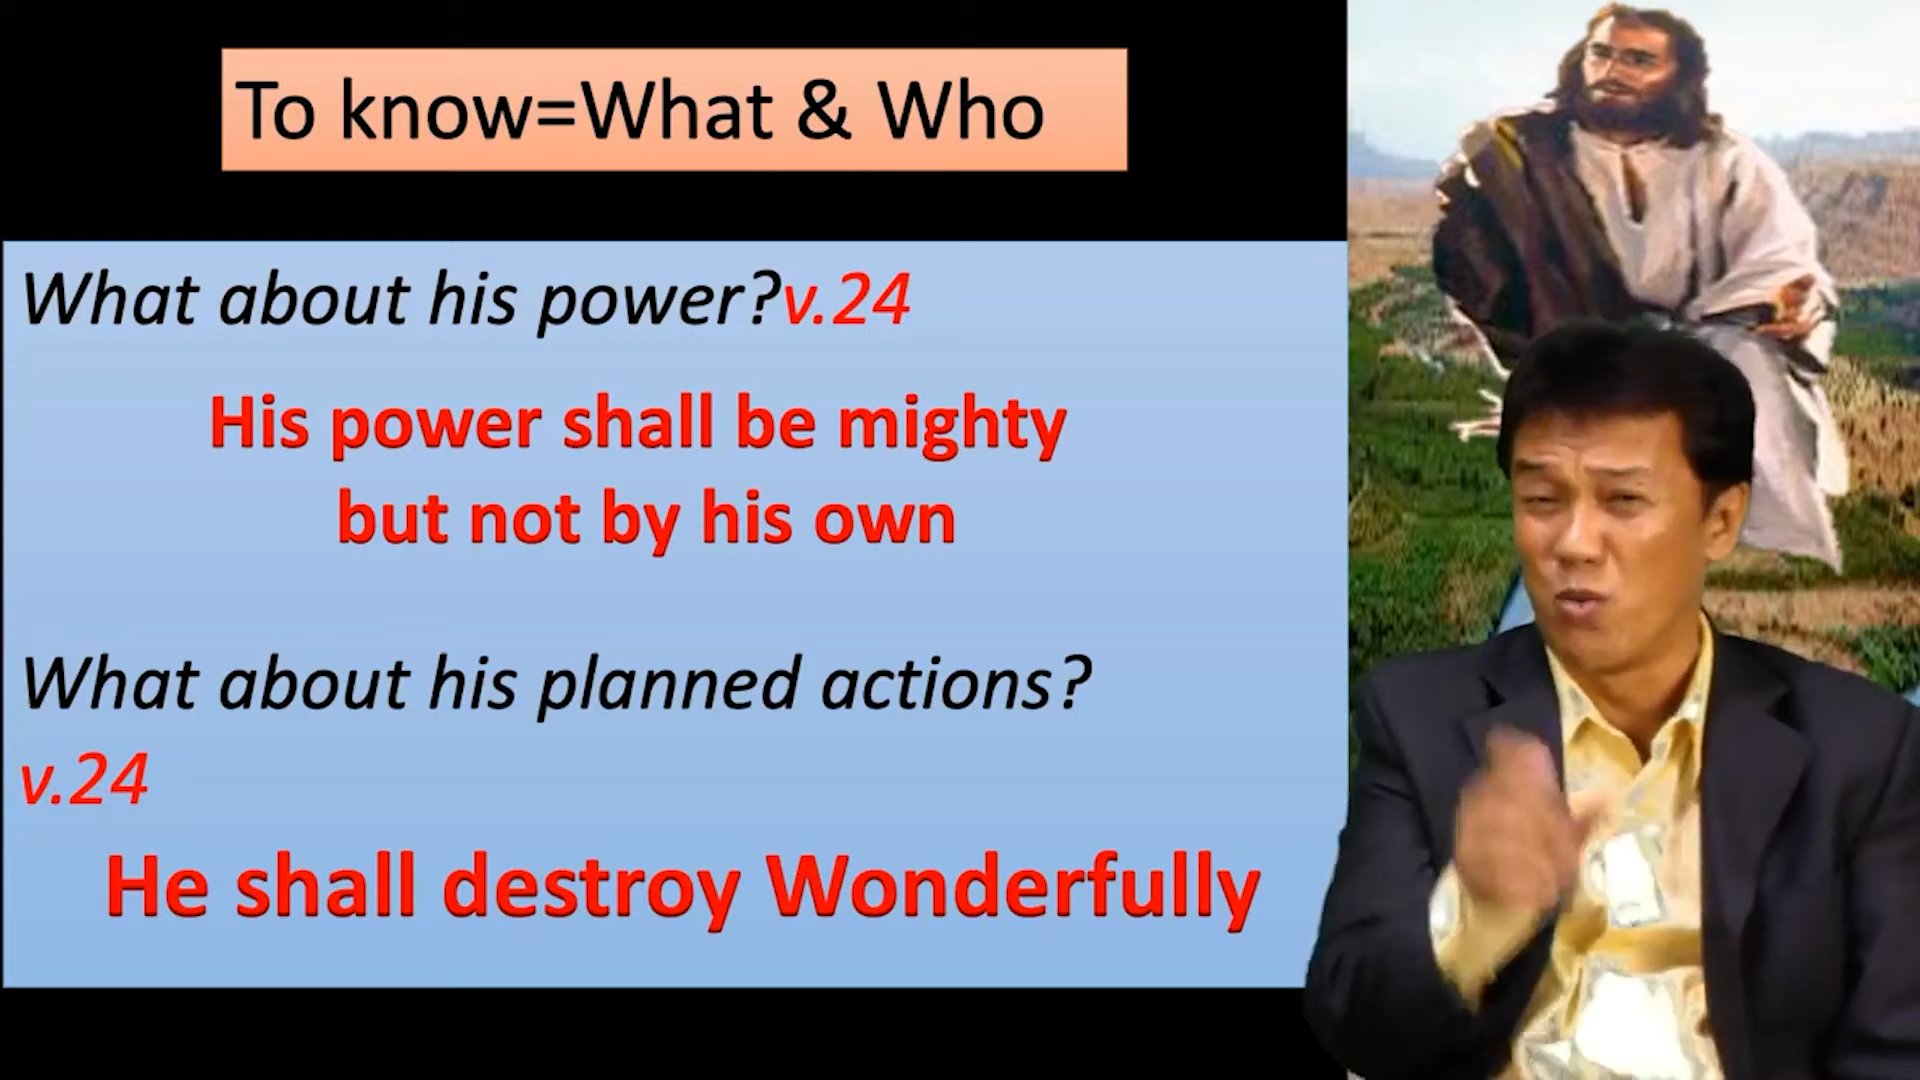 To know=What & Who
What about his power?v.24
His power shall be mighty
but not by his own
What about his planned actions?
v.24
He shall destroy Wonderfully